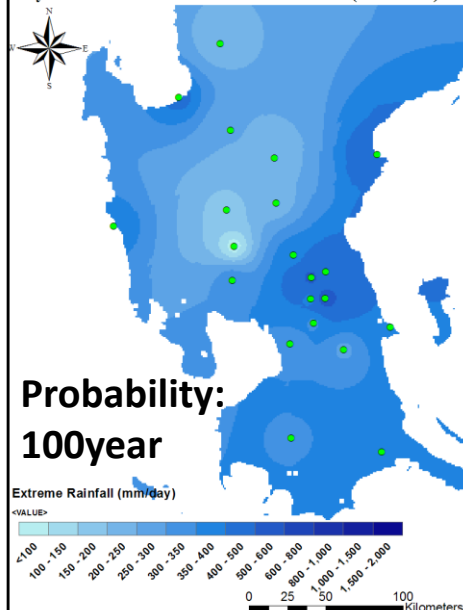 N
W E
S
Probability:
100year
Extreme Rainfall (mm/day)
<VALUE>
<100
100 - 150
150 - 200
200 - 250
250 - 300
300 - 350
350 - 400
400 - 500
500 - 600
600 - 800
800 - 1,000
1,000 - 1,500
1,500 - 2,000
0 25 50 100
Kilometers